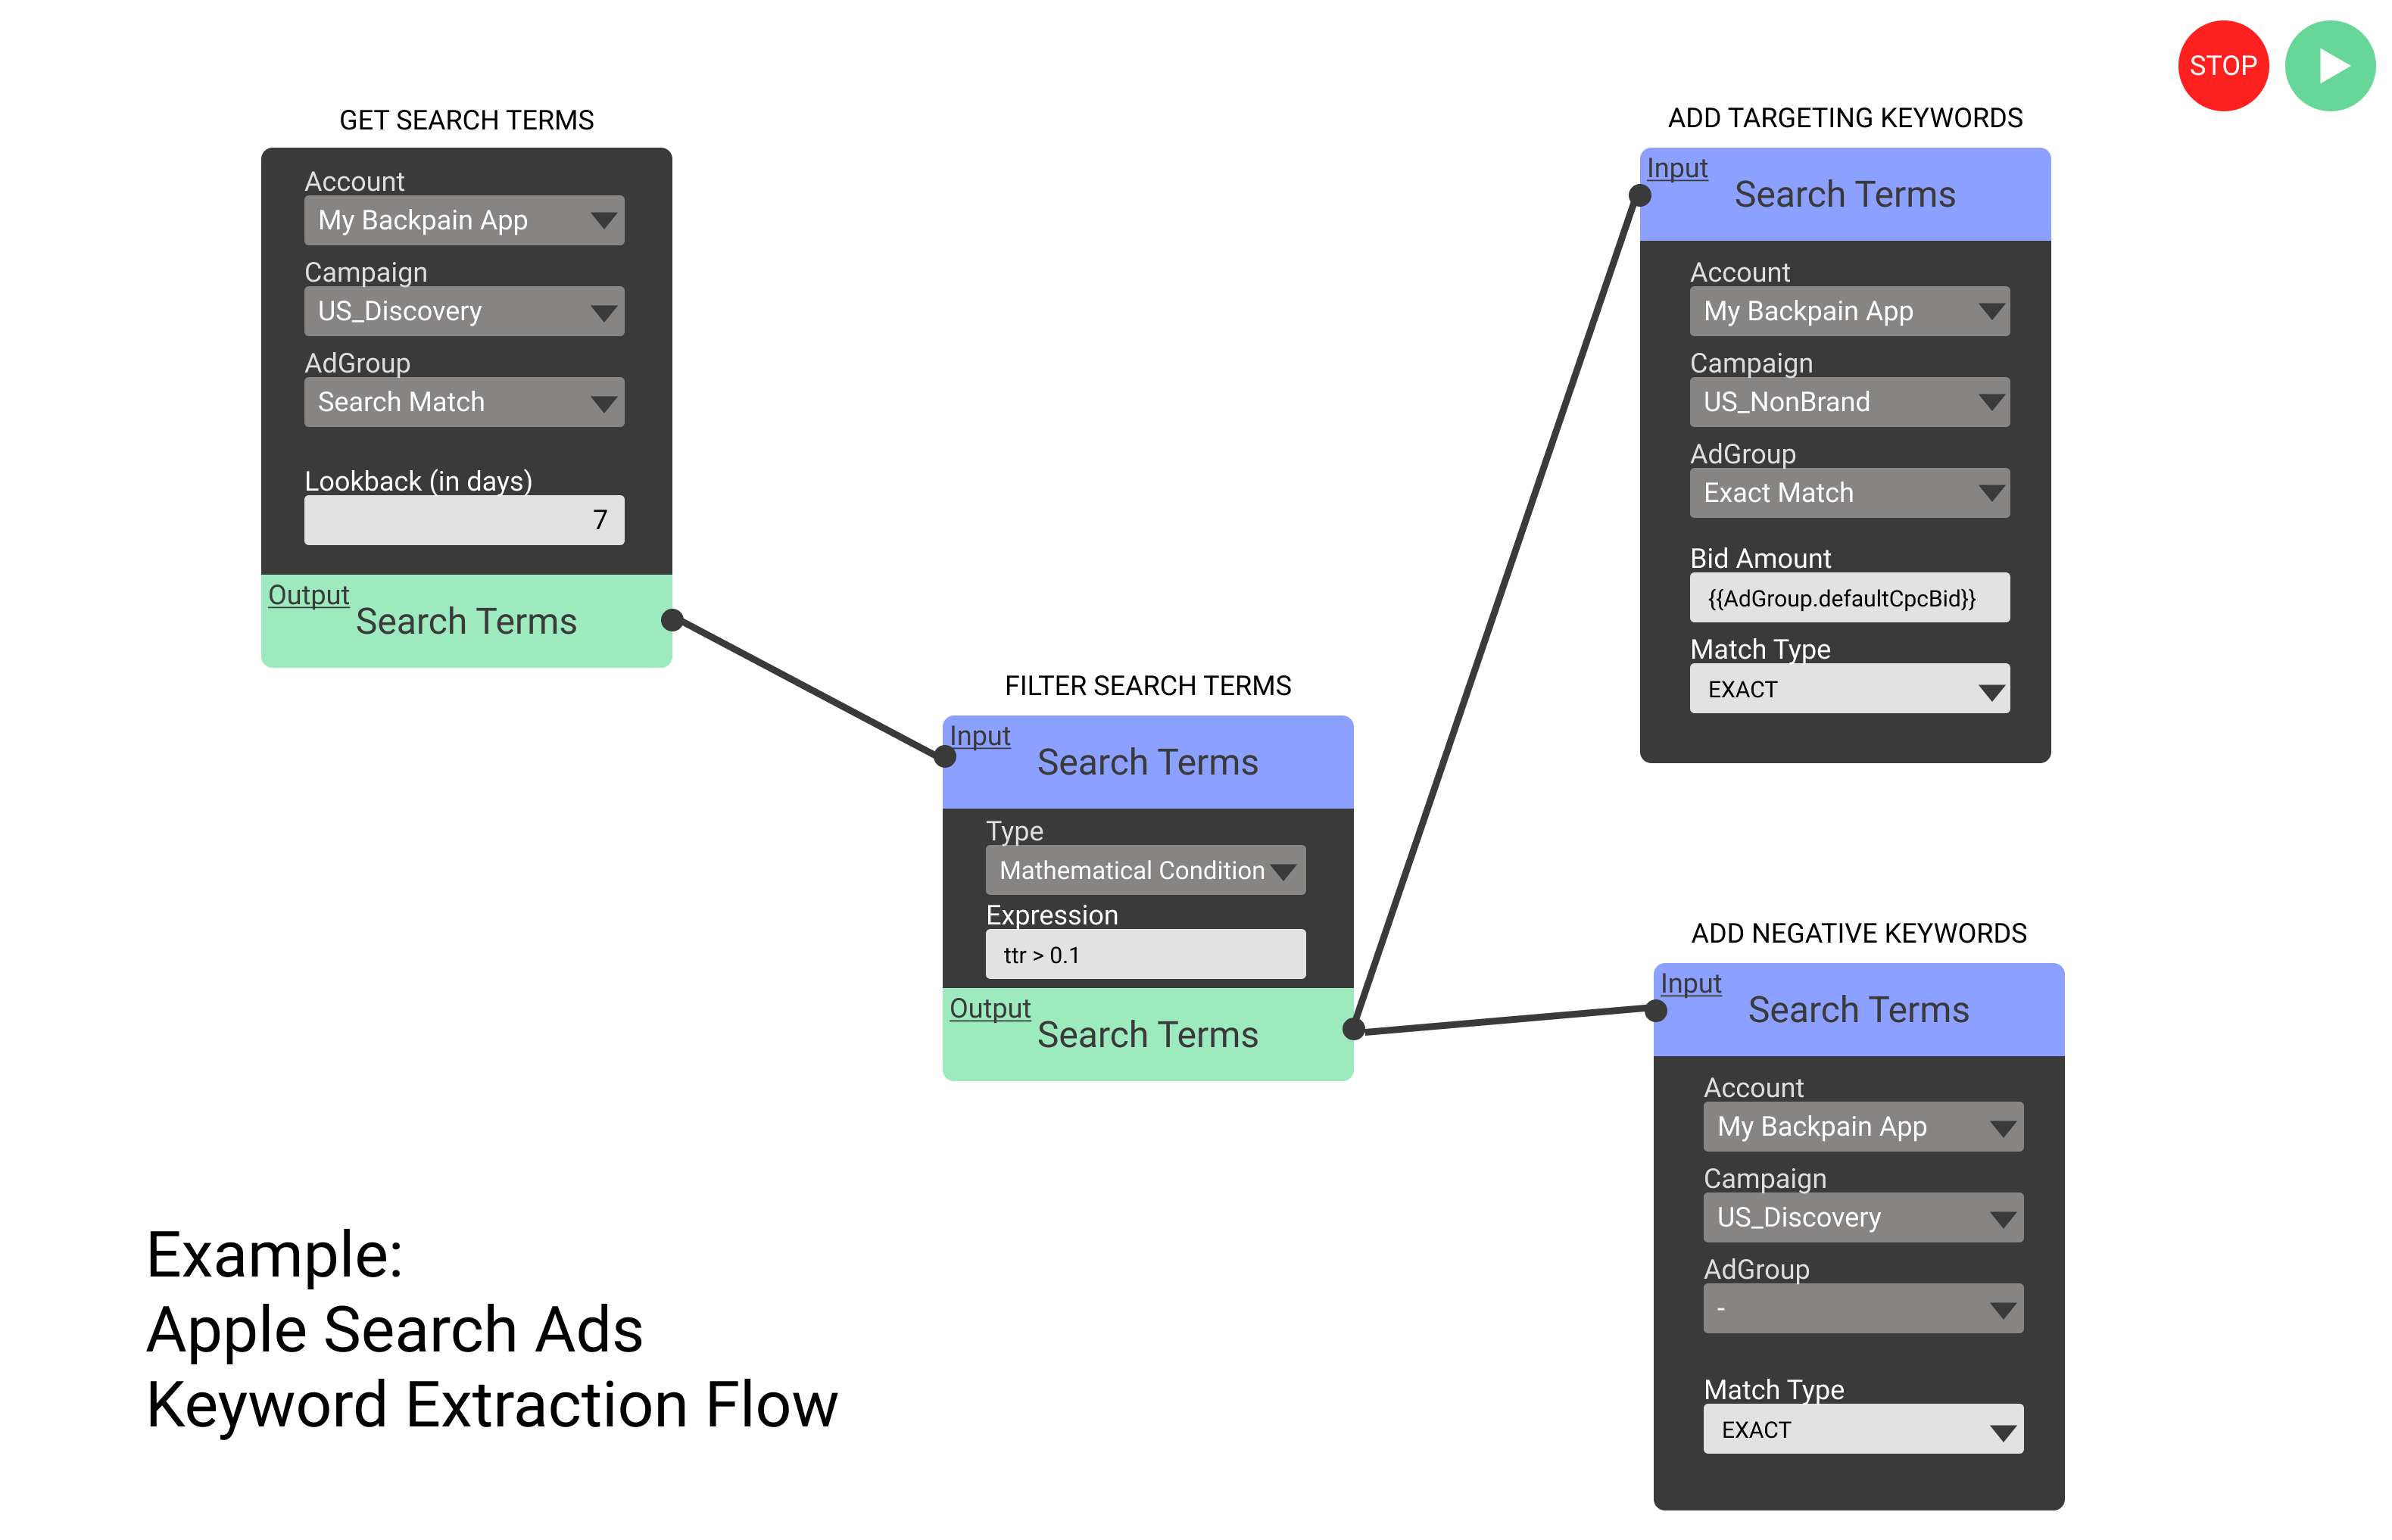 STOP
GET SEARCH TERMS
Account
My Backpain App
Campaign
US_Discovery
AdGroup
Search Match
Lookback (in days)
7
Output
Search Terms
FILTER SEARCH TERMS
Input
Search Terms
Type
Mathematical Condition
Expression
ttr > 0.1
Output
Search Terms
ADD TARGETING KEYWORDS
Input
Search Terms
Account
My Backpain App
Campaign
US_NonBrand
AdGroup
Exact Match
Bid Amount
{{AdGroup.defaultCpcBid}}
Match Type
EXACT
ADD NEGATIVE KEYWORDS
Input
Search Terms
Account
My Backpain App
Campaign
US_Discovery
AdGroup
-
Match Type
EXACT
Example:
Apple Search Ads
Keyword Extraction Flow